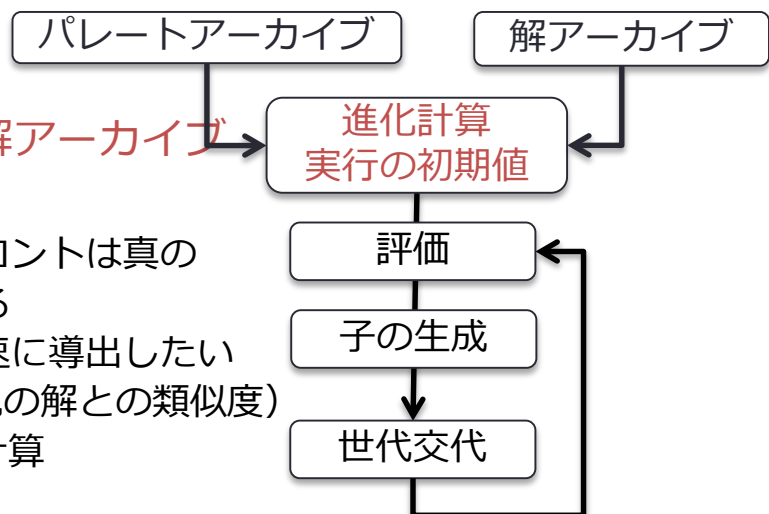 パレートアーカイブ
解アーカイブ
解アーカイブ
進化計算
実行の初期値
ロントは真の
る
速に導出したい
の解との類似度）
計算
評価
子の生成
世代交代